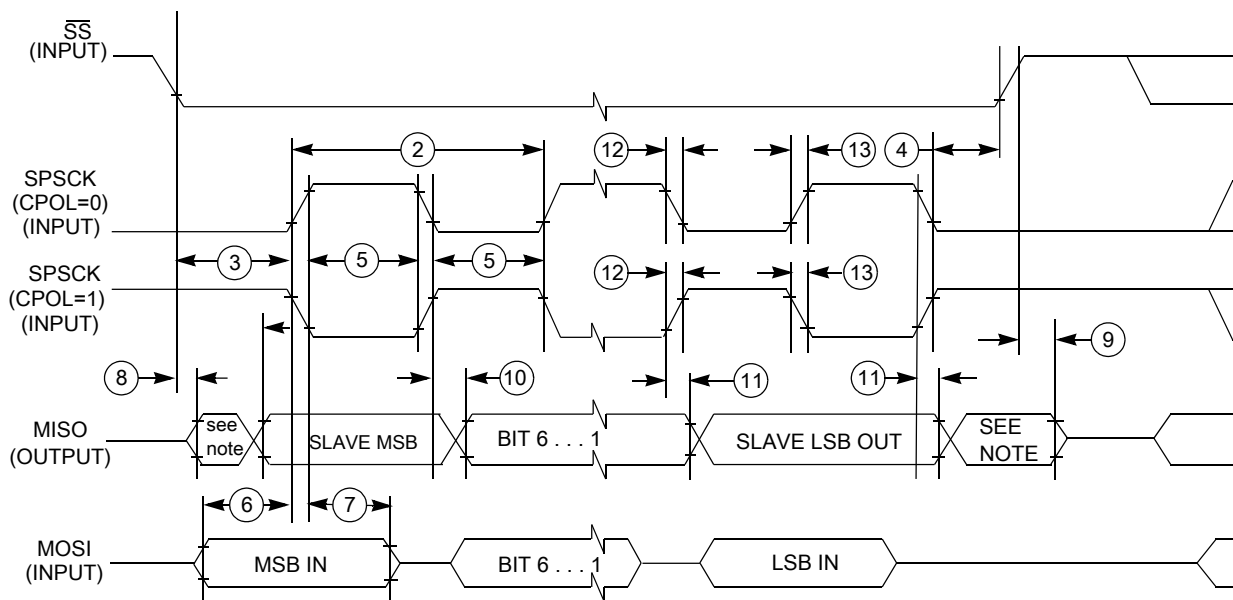 SS
(INPUT)
2
12
13
4
SPSCK
(CPOL=0)
(INPUT)
3
5
5
SPSCK
(CPOL=1)
(INPUT)
12
13
8
10
11
11
9
MISO
(OUTPUT)
see
note
SLAVE MSB
BIT 6 . . . 1
SLAVE LSB OUT
SEE
NOTE
6
7
MOSI
(INPUT)
MSB IN
BIT 6 . . . 1
LSB IN